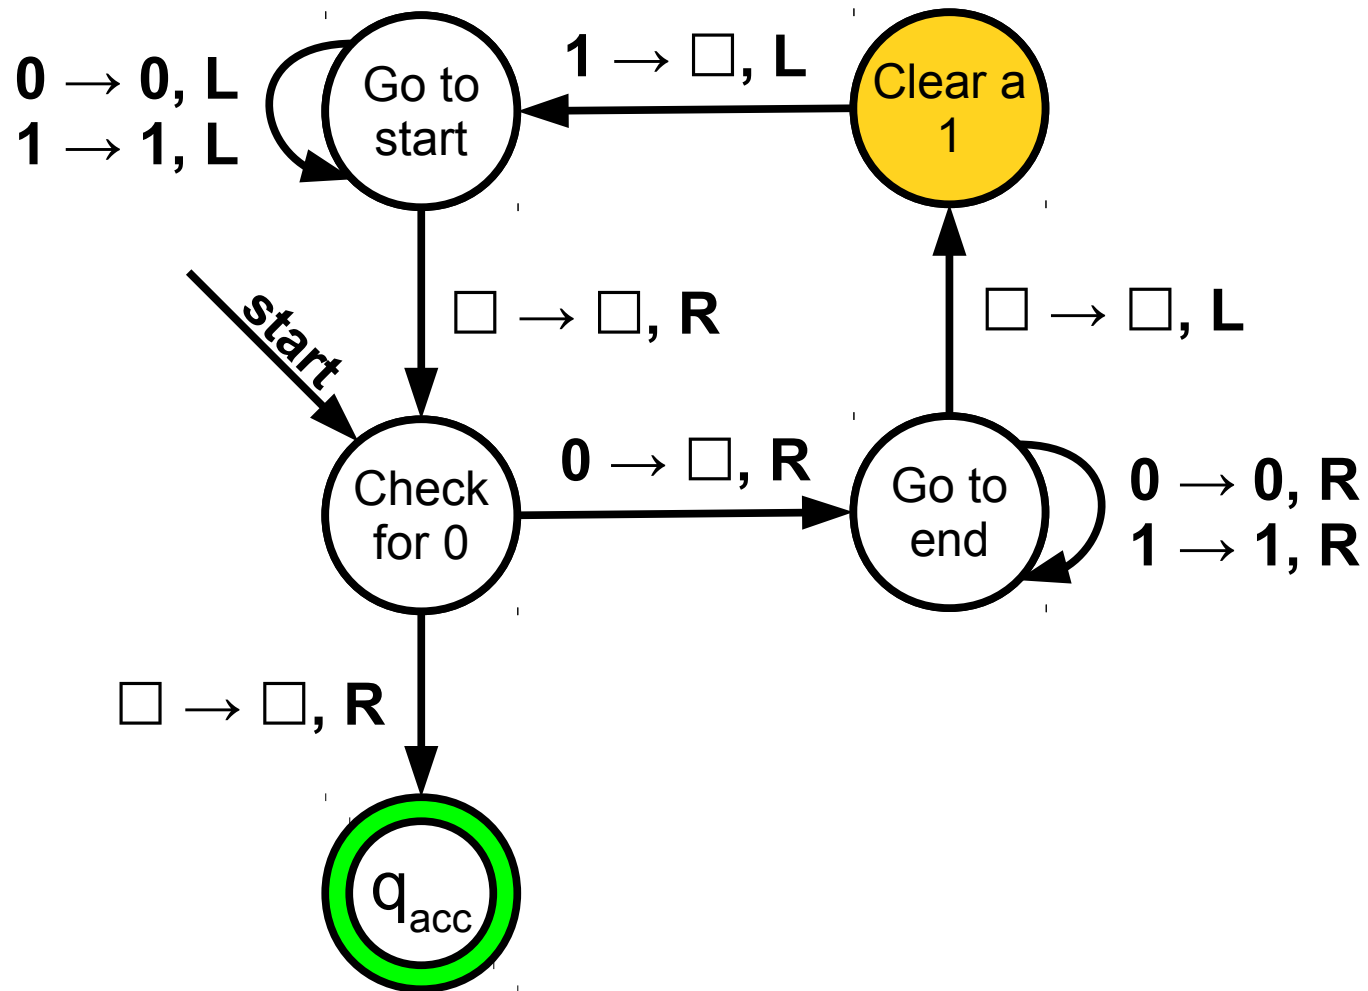 0 → 0, L
1 → 1, L
Go to
start
1 → □, L
Clear a
1
start
□ → □, R
□ → □, L
Check
for 0
0 → □, R
Go to
end
0 → 0, R
1 → 1, R
□ → □, R
qacc